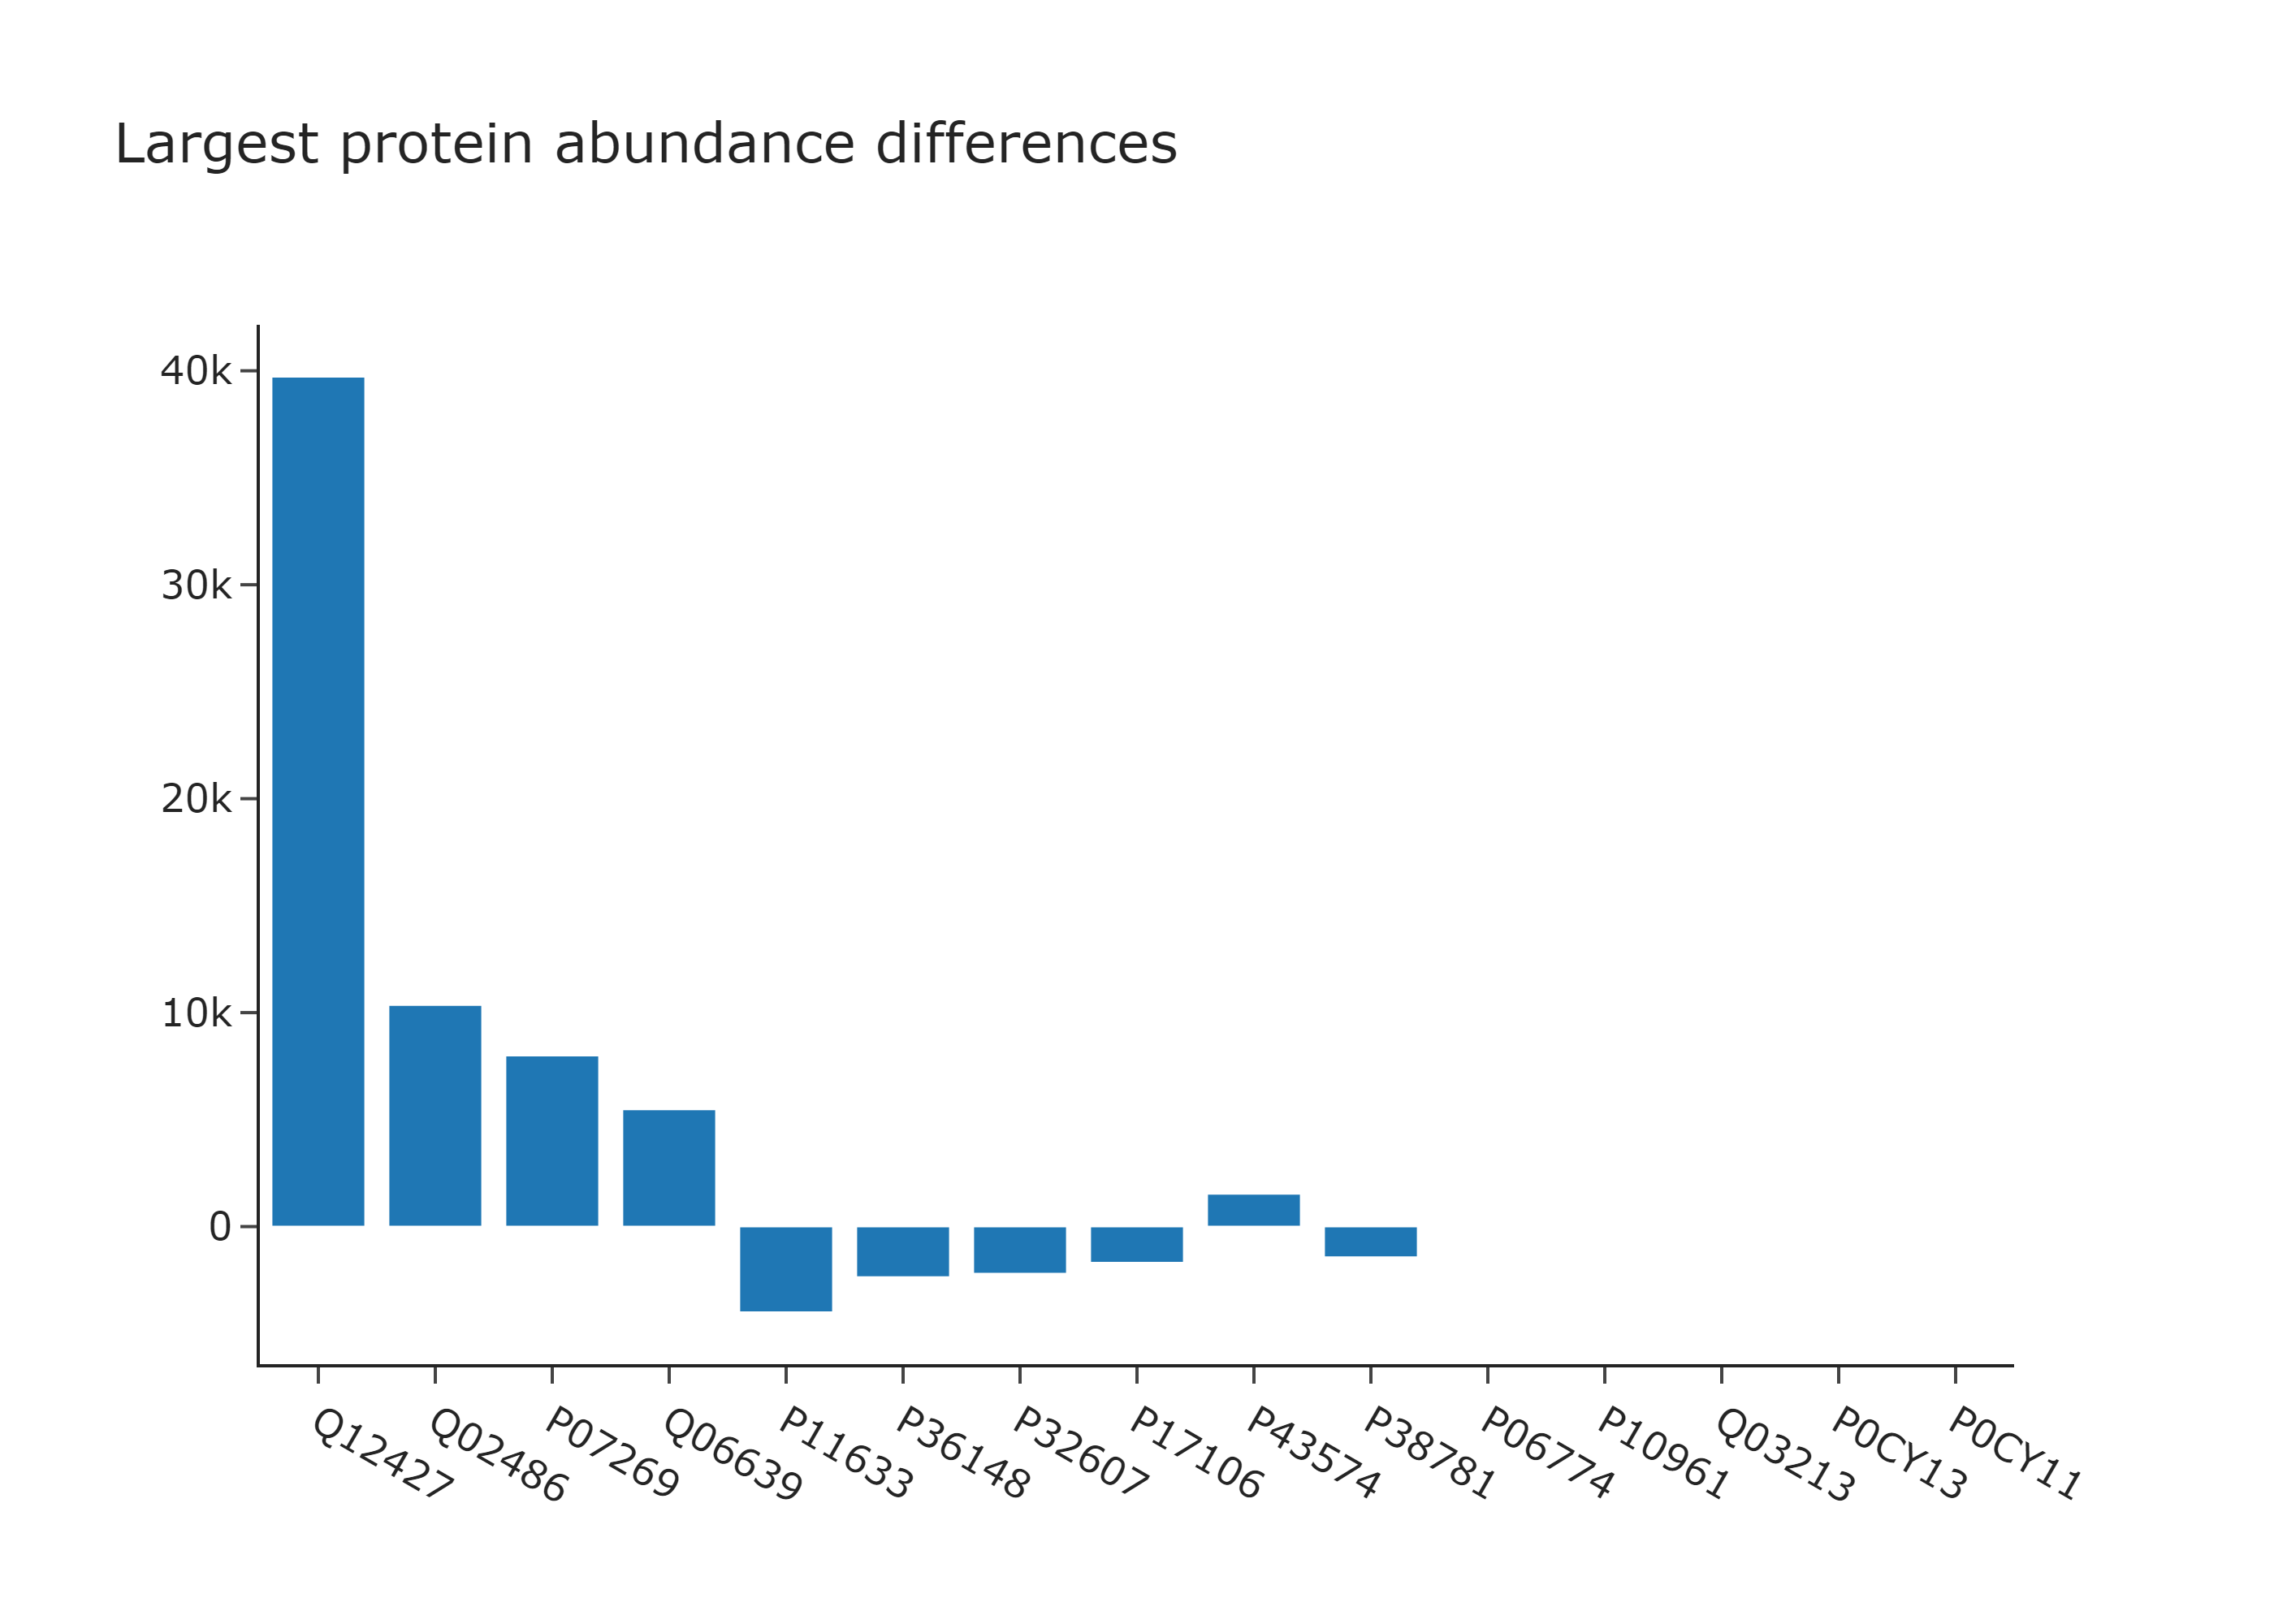 Largest protein abundance differences
40k
30k
20k
10k
0
Q12427
Q02486
P07269
Q06639
P11633
P36148
P32607
P17106
P43574
P38781
P06774
P10961
Q03213
P0CY13
P0CY11